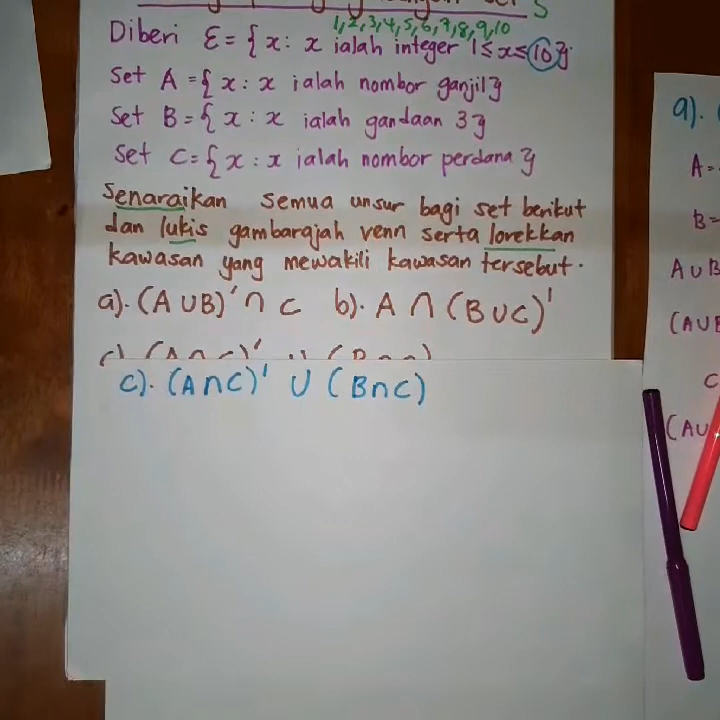 1,2,3,4,5,6,7,8,9,10
Diberi ε = { x : x ialah integer 1 ≤ x ≤ 10 }.
Set A = { x : x ialah nombor ganjil }
Set B = { x : x ialah gandaan 3 }
Set C = { x : x ialah nombor perdana }
Senaraikan semua unsur bagi set berikut
dan lukis gambarajah venn serta lorekkan
kawasan yang mewakili kawasan tersebut.
a). (A ∪ B)' ∩ C b). A ∩ (B ∪ C)'
c). (A ∩ C)' ∪ (B ∩ C)
a).
A =
B =
A ∪ B
(A ∪ B
C
(A ∪